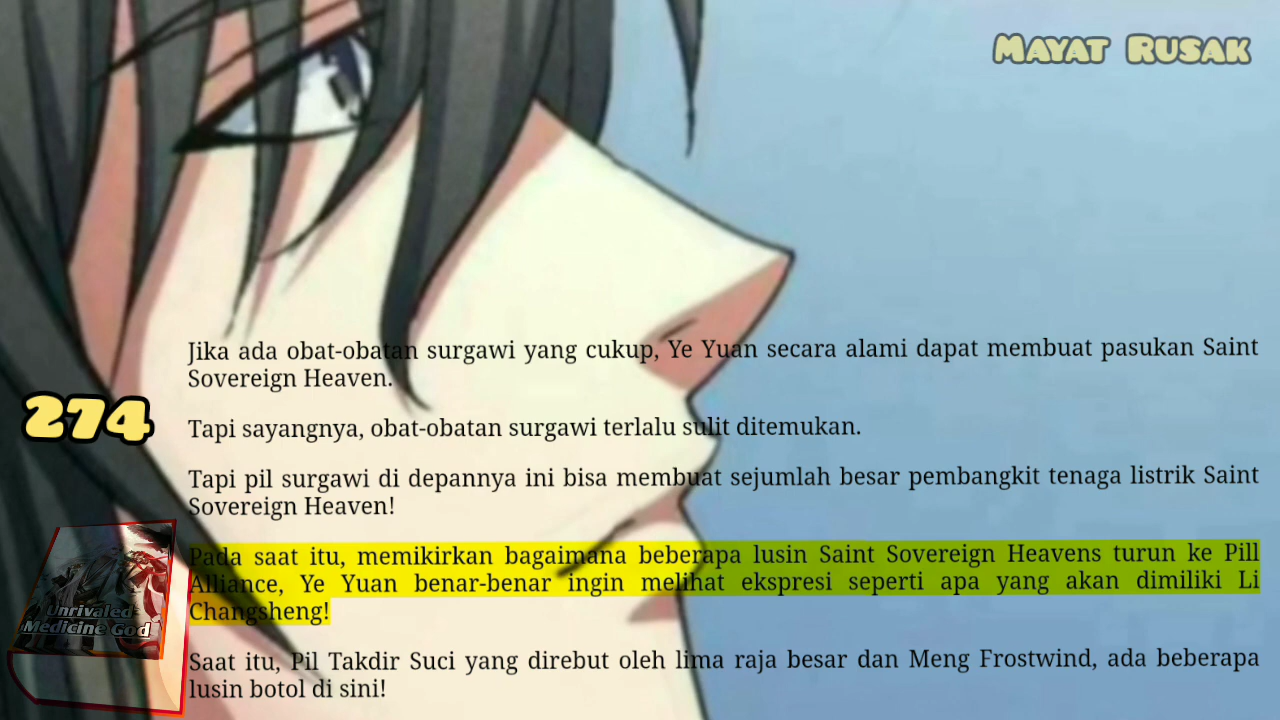 Mayat Rusak
Jika ada obat-obatan surgawi yang cukup, Ye Yuan secara alami dapat membuat pasukan Saint
Sovereign Heaven.
274
Tapi sayangnya, obat-obatan surgawi terlalu sulit ditemukan.
Tapi pil surgawi di depannya ini bisa membuat sejumlah besar pembangkit tenaga listrik Saint
Sovereign Heaven!
Pada saat itu, memikirkan bagaimana beberapa lusin Saint Sovereign Heavens turun ke Pill
Alliance, Ye Yuan benar-benar ingin melihat ekspresi seperti apa yang akan dimiliki Li
Changsheng!
Unrivaled
Medicine God
Saat itu, Pil Takdir Suci yang direbut oleh lima raja besar dan Meng Frostwind, ada beberapa
lusin botol di sini!